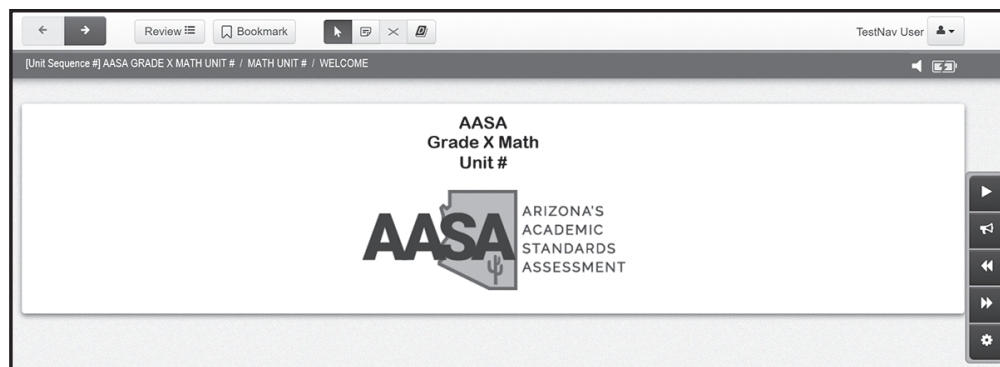 Review
Bookmark
TestNav User
[Unit Sequence #] AASA GRADE X MATH UNIT # / MATH UNIT # / WELCOME
AASA
Grade X Math
Unit #
AASA
ARIZONA'S
ACADEMIC
STANDARDS
ASSESSMENT